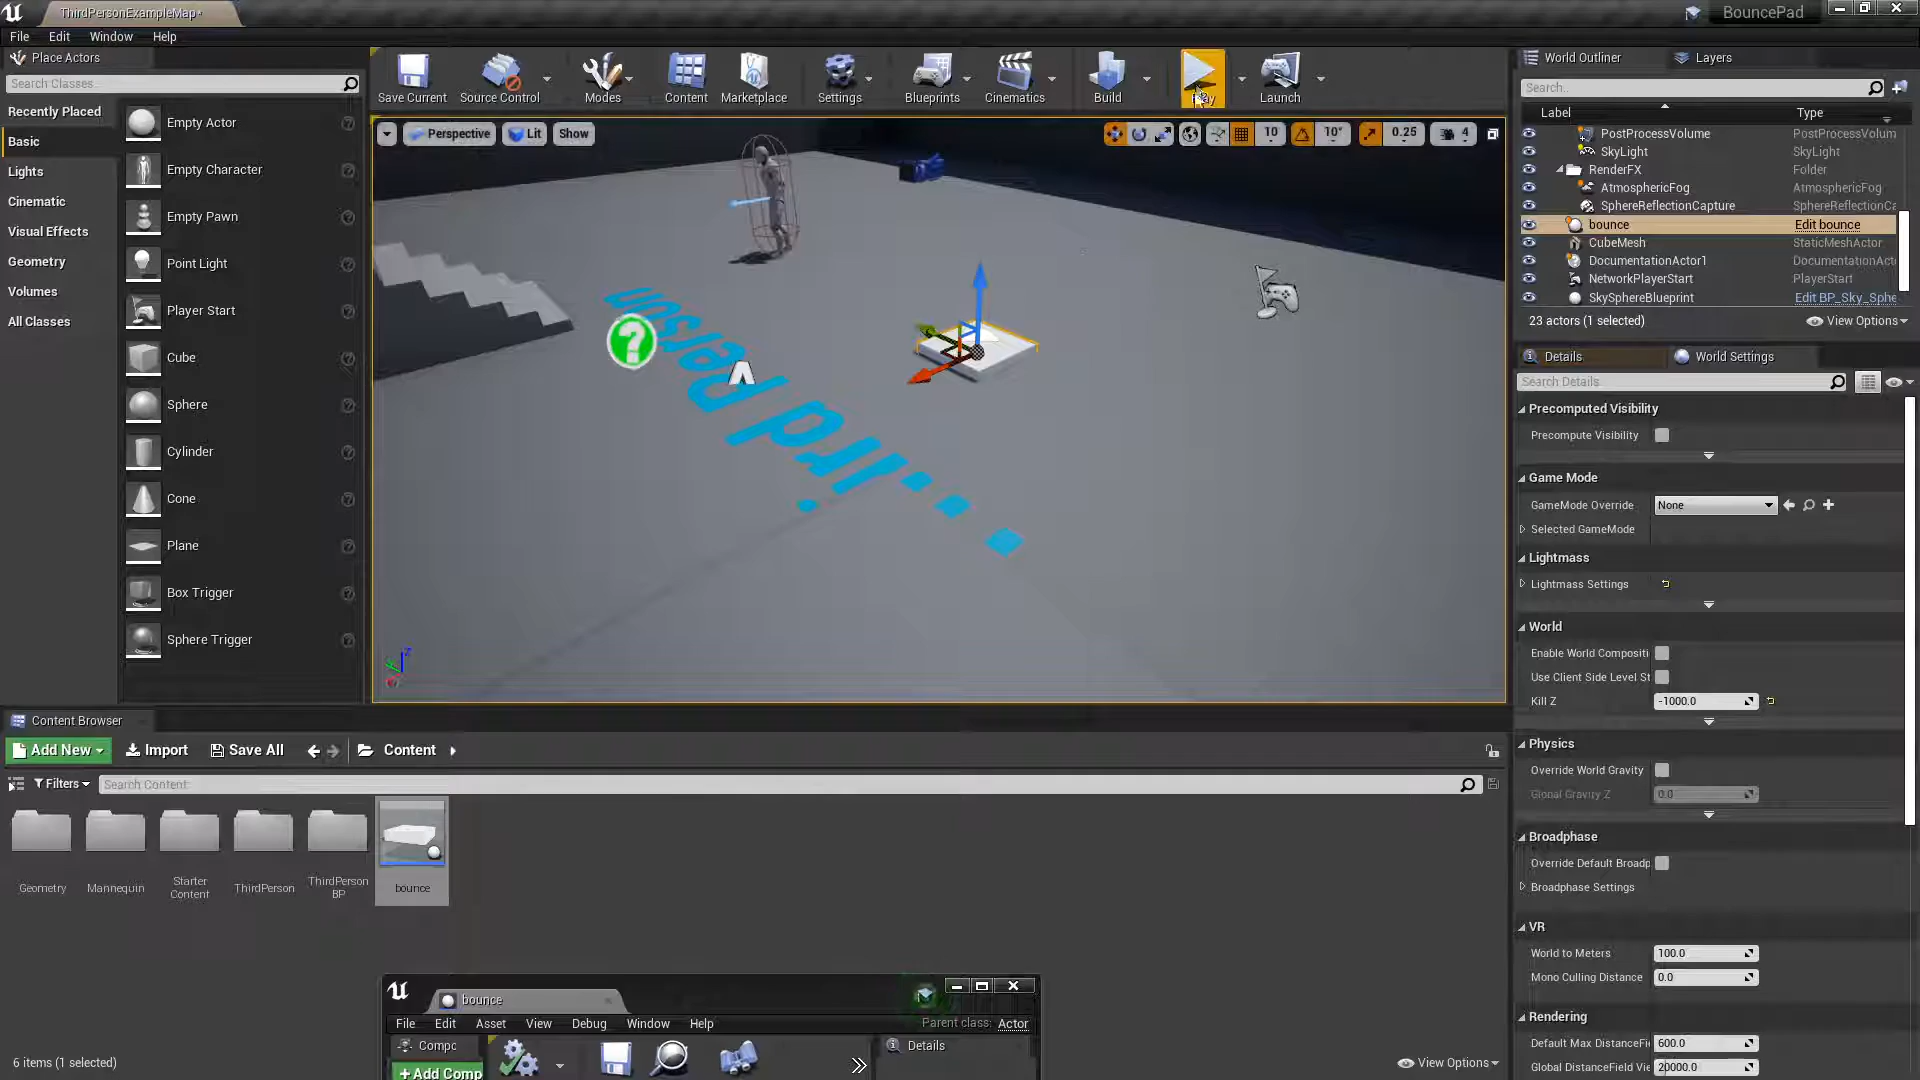 ThirdPersonExampleMap•
BouncePad
File Edit Window Help
Place Actors
Search Classes
Recently Placed
Basic
Lights
Cinematic
Visual Effects
Geometry
Volumes
All Classes
Empty Actor
Empty Character
Empty Pawn
Point Light
Player Start
Cube
Sphere
Cylinder
Cone
Plane
Box Trigger
Sphere Trigger
Save Current Source Control Modes Content Marketplace Settings Blueprints Cinematics Build Launch
Perspective Lit Show
10 10° 0.25 4
World Outliner Layers
Search...
Label Type
PostProcessVolume PostProcessVolum
SkyLight SkyLight
RenderFX Folder
AtmosphericFog AtmosphericFog
SphereReflectionCapture SphereReflectionCa
bounce Edit bounce
CubeMesh StaticMeshActor
DocumentationActor1 DocumentationActo
NetworkPlayerStart PlayerStart
SkySphereBlueprint Edit BP_Sky_Sphe
23 actors (1 selected) View Options
Details World Settings
Search Details
Precomputed Visibility
Precompute Visibility
Game Mode
GameMode Override None
Selected GameMode
Lightmass
Lightmass Settings
World
Enable World Compositi
Use Client Side Level St
Kill Z -1000.0
Physics
Override World Gravity
Global Gravity Z 0.0
Broadphase
Override Default Broadp
Broadphase Settings
VR
World to Meters 100.0
Mono Culling Distance 0.0
Rendering
Default Max DistanceFi 600.0
Global DistanceField Vie 20000.0
Content Browser
Add New Import Save All Content
Filters Search Content
Geometry
Mannequin
Starter
Content
ThirdPerson
ThirdPerson
BP
bounce
6 items (1 selected) View Options
bounce
File Edit Asset View Debug Window Help Parent class: Actor
Compc Details
+Add Comp